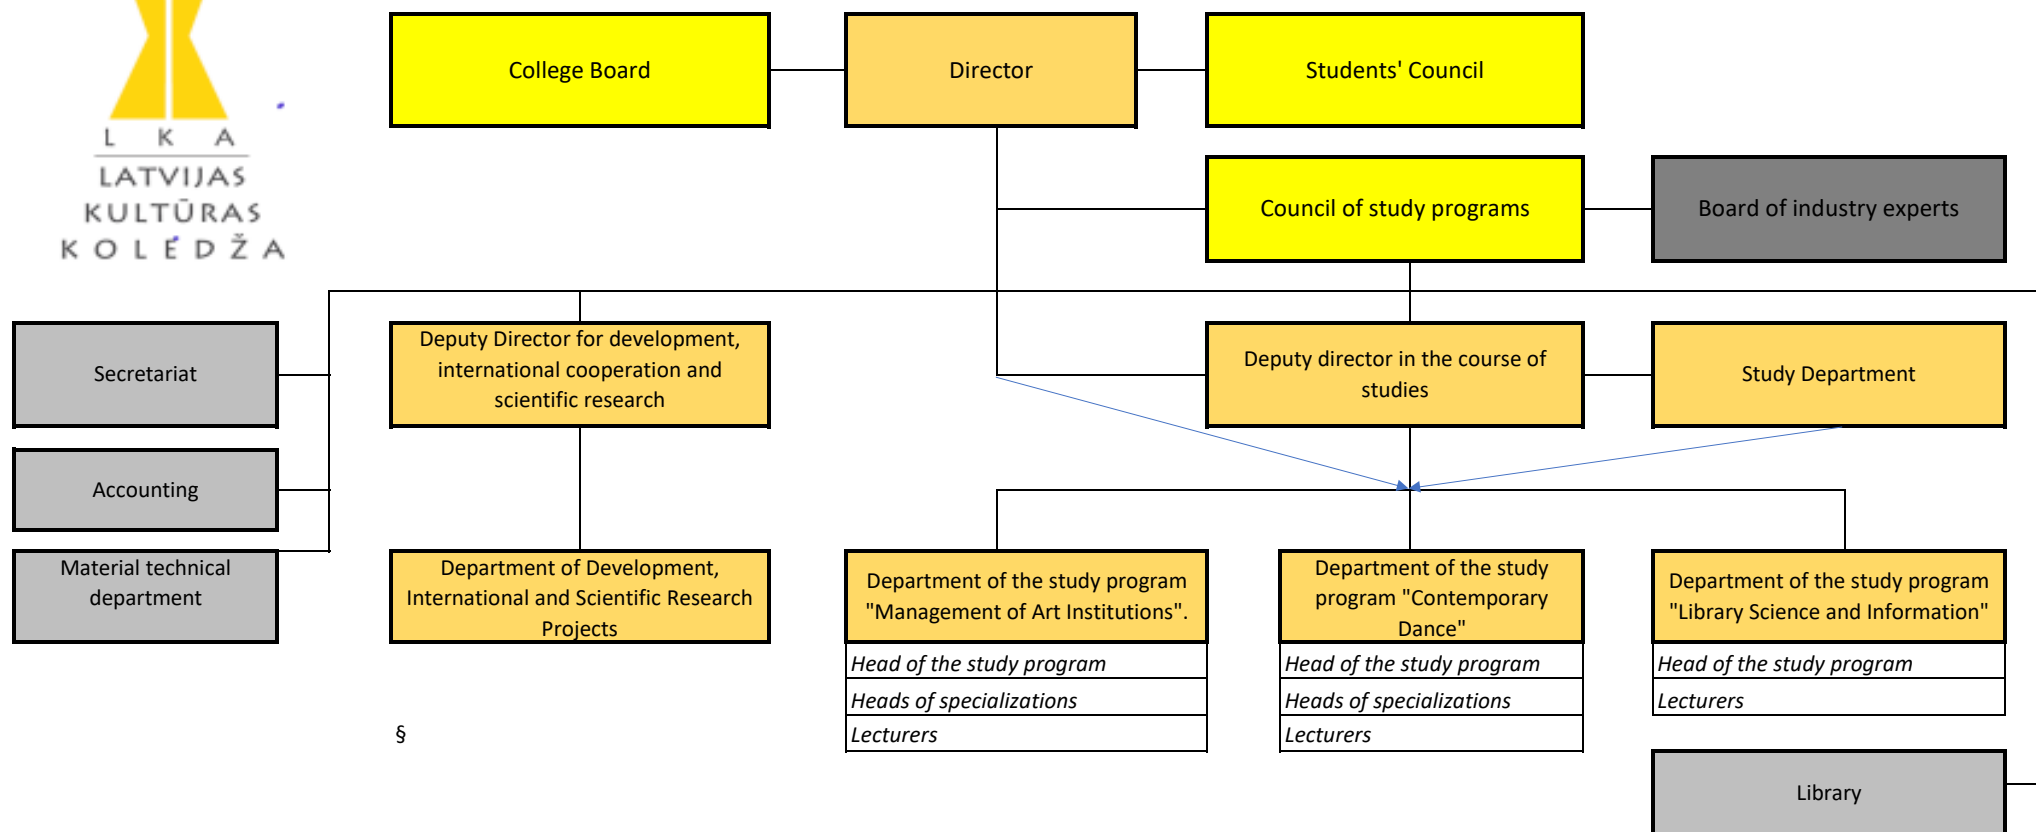 College Board
Director
Students' Council
L K A
LATVIJAS
KULTŪRAS
KOLEDŽA
Council of study programs
Board of industry experts
Secretariat
Deputy Director for development,
international cooperation and
scientific research
Deputy director in the course of
studies
Study Department
Accounting
Material technical
department
Department of Development,
International and Scientific Research
Projects
Department of the study program
"Management of Art Institutions".
Head of the study program
Heads of specializations
Lecturers
Department of the study
program "Contemporary
Dance"
Head of the study program
Heads of specializations
Lecturers
Department of the study program
"Library Science and Information"
Head of the study program
Lecturers
§
Library